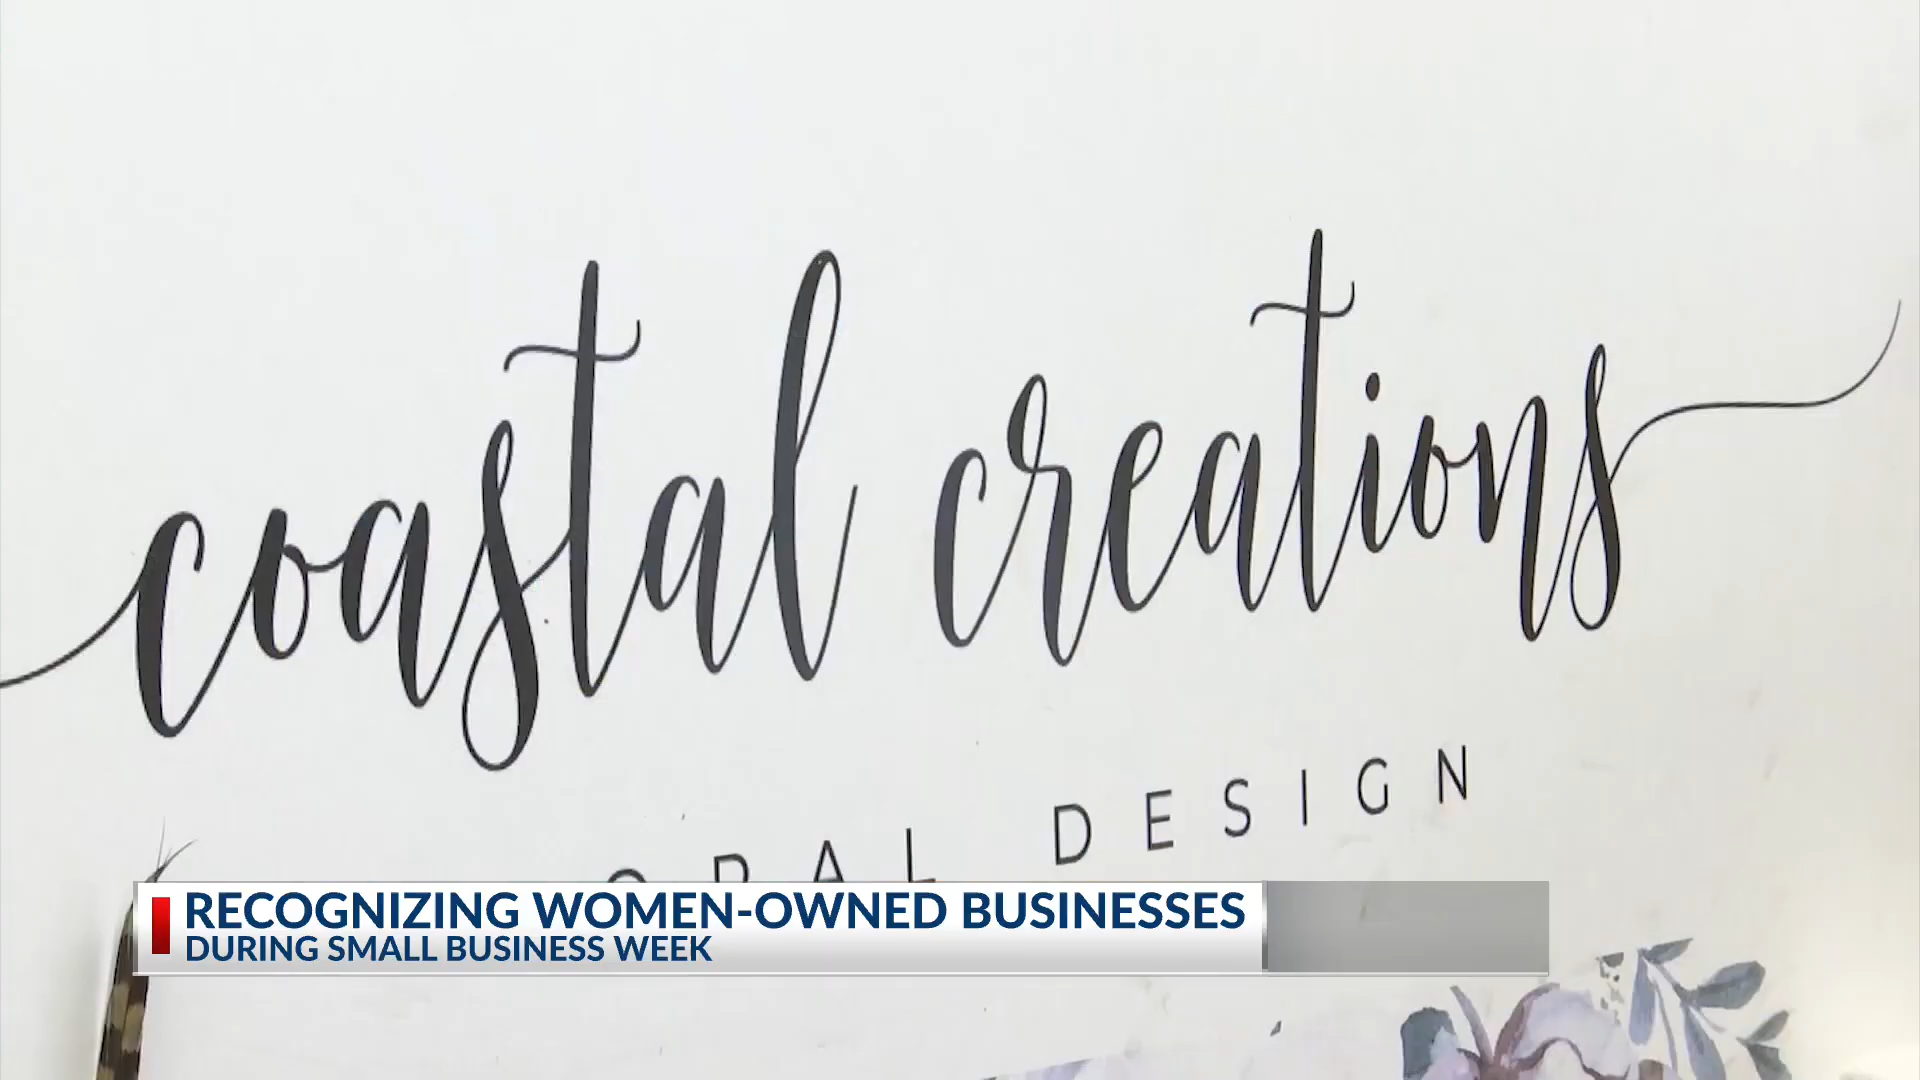 coastal creations
DESIGN
RECOGNIZING WOMEN-OWNED BUSINESSES
DURING SMALL BUSINESS WEEK